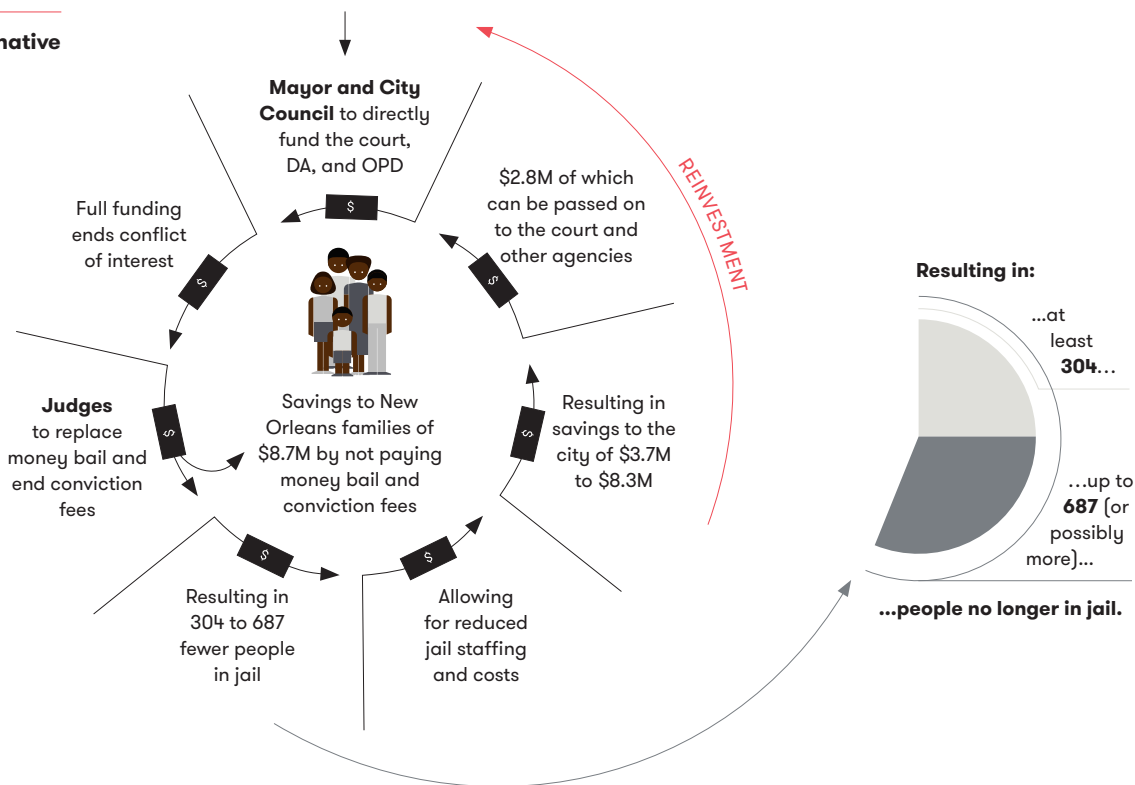 native
Mayor and City
Council to directly
fund the court,
DA, and OPD
$
Full funding
ends conflict
of interest
$
Judges
to replace
money bail and
end conviction
fees
$
Resulting in
304 to 687
fewer people
in jail
$
Allowing
for reduced
jail staffing
and costs
$
Resulting in
savings to the
city of $3.7M
to $8.3M
$
$2.8M of which
can be passed on
to the court and
other agencies
$
REINVESTMENT
Savings to New
Orleans families of
$8.7M by not paying
money bail and
conviction fees
Resulting in:
...at
least
304...
...up to
687 (or
possibly
more)...
...people no longer in jail.